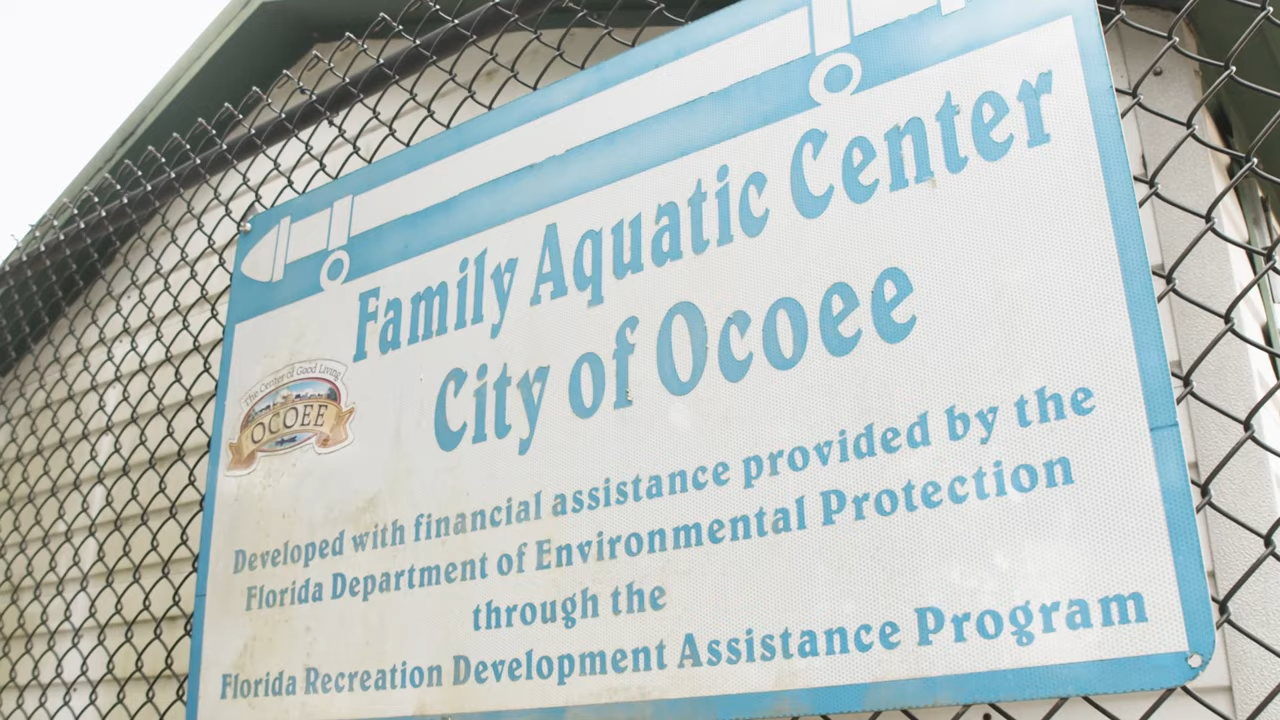 Family Aquatic Center
City of Ocoee
The Center of Good Living
OCOEE
Developed with financial assistance provided by the
Florida Department of Environmental Protection
through the
Florida Recreation Development Assistance Program